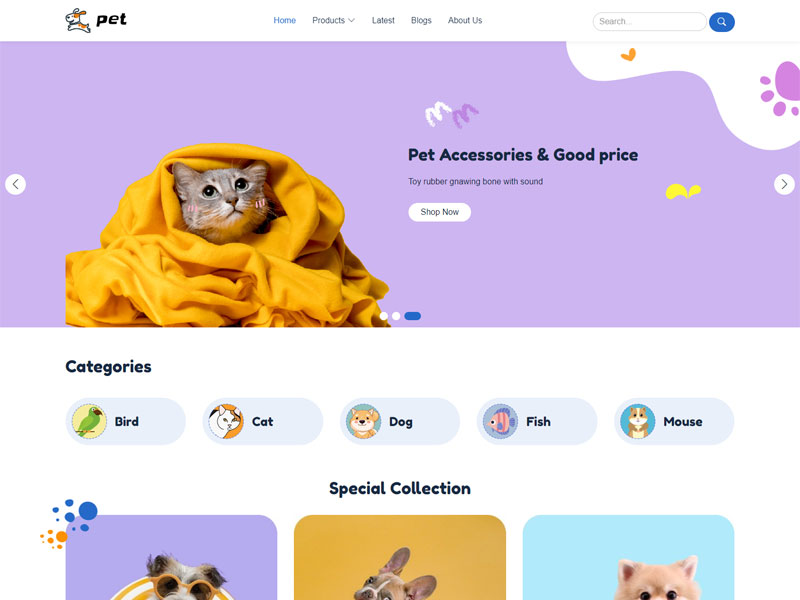 pet
Home
Products
Latest
Blogs
About Us
Search...
Pet Accessories & Good price
Toy rubber gnawing bone with sound
Shop Now
Categories
Bird
Cat
Dog
Fish
Mouse
Special Collection